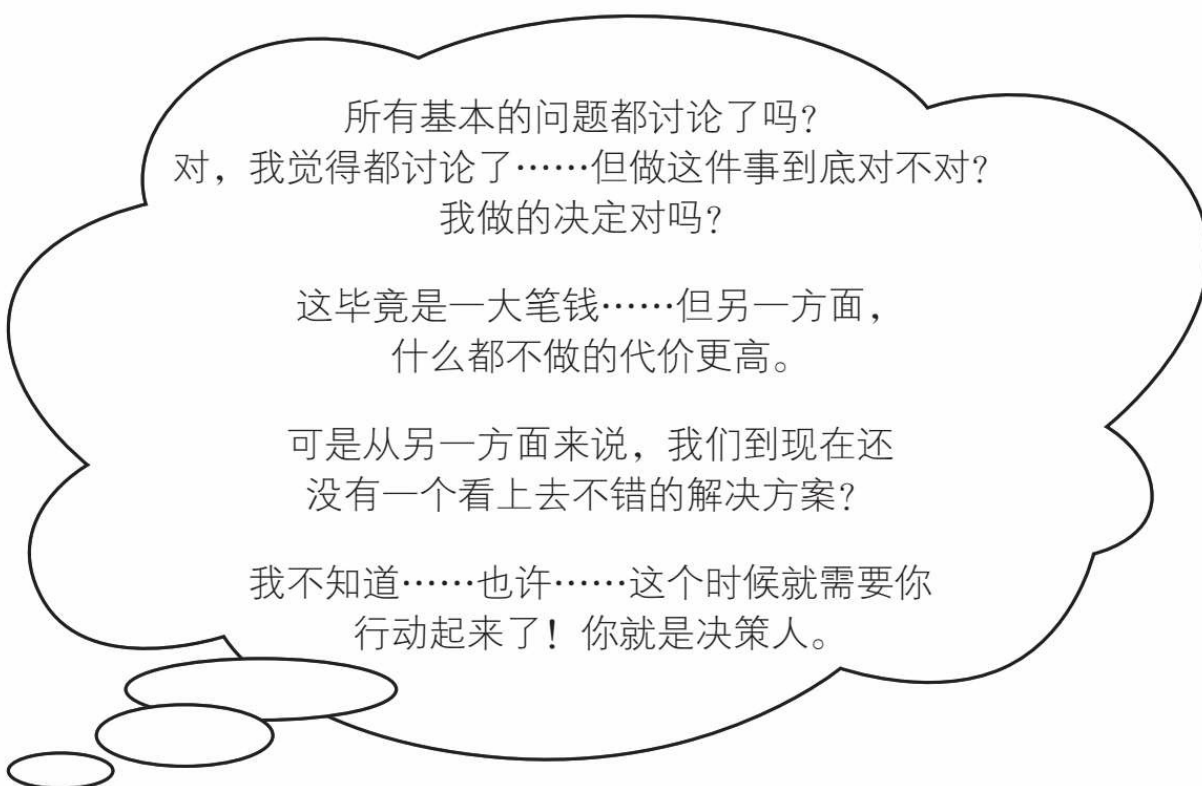 所有基本的问题都讨论了吗？
对，我觉得都讨论了……但做这件事到底对不对？
我做的决定对吗？
这毕竟是一大笔钱……但另一方面，
什么都不做的代价更高。
可是从另一方面来说，我们到现在还
没有一个看上去不错的解决方案？
我不知道……也许……这个时候就需要你
行动起来了！你就是决策人。